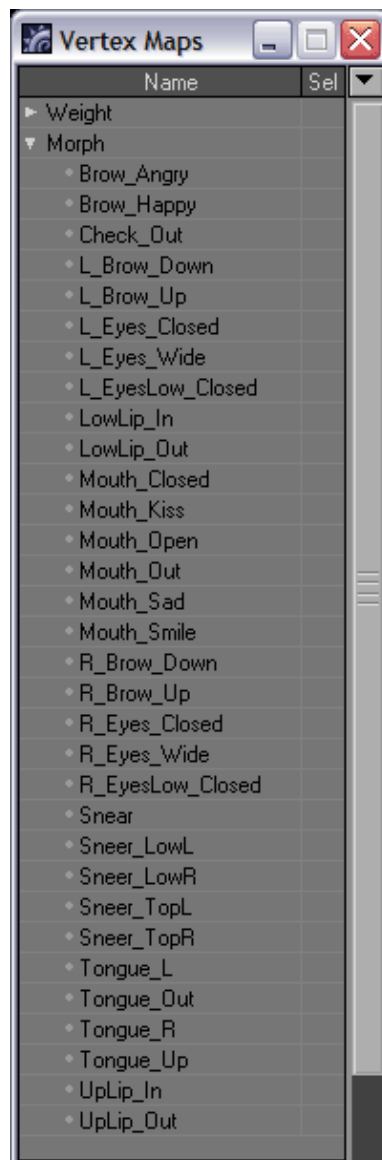 Vertex Maps
Name Sel
Weight
Morph
Brow_Angry
Brow_Happy
Check_Out
L_Brow_Down
L_Brow_Up
L_Eyes_Closed
L_Eyes_Wide
L_EyesLow_Closed
LowLip_In
LowLip_Out
Mouth_Closed
Mouth_Kiss
Mouth_Open
Mouth_Out
Mouth_Sad
Mouth_Smile
R_Brow_Down
R_Brow_Up
R_Eyes_Closed
R_Eyes_Wide
R_EyesLow_Closed
Snear
Sneer_LowL
Sneer_LowR
Sneer_TopL
Sneer_TopR
Tongue_L
Tongue_Out
Tongue_R
Tongue_Up
UpLip_In
UpLip_Out